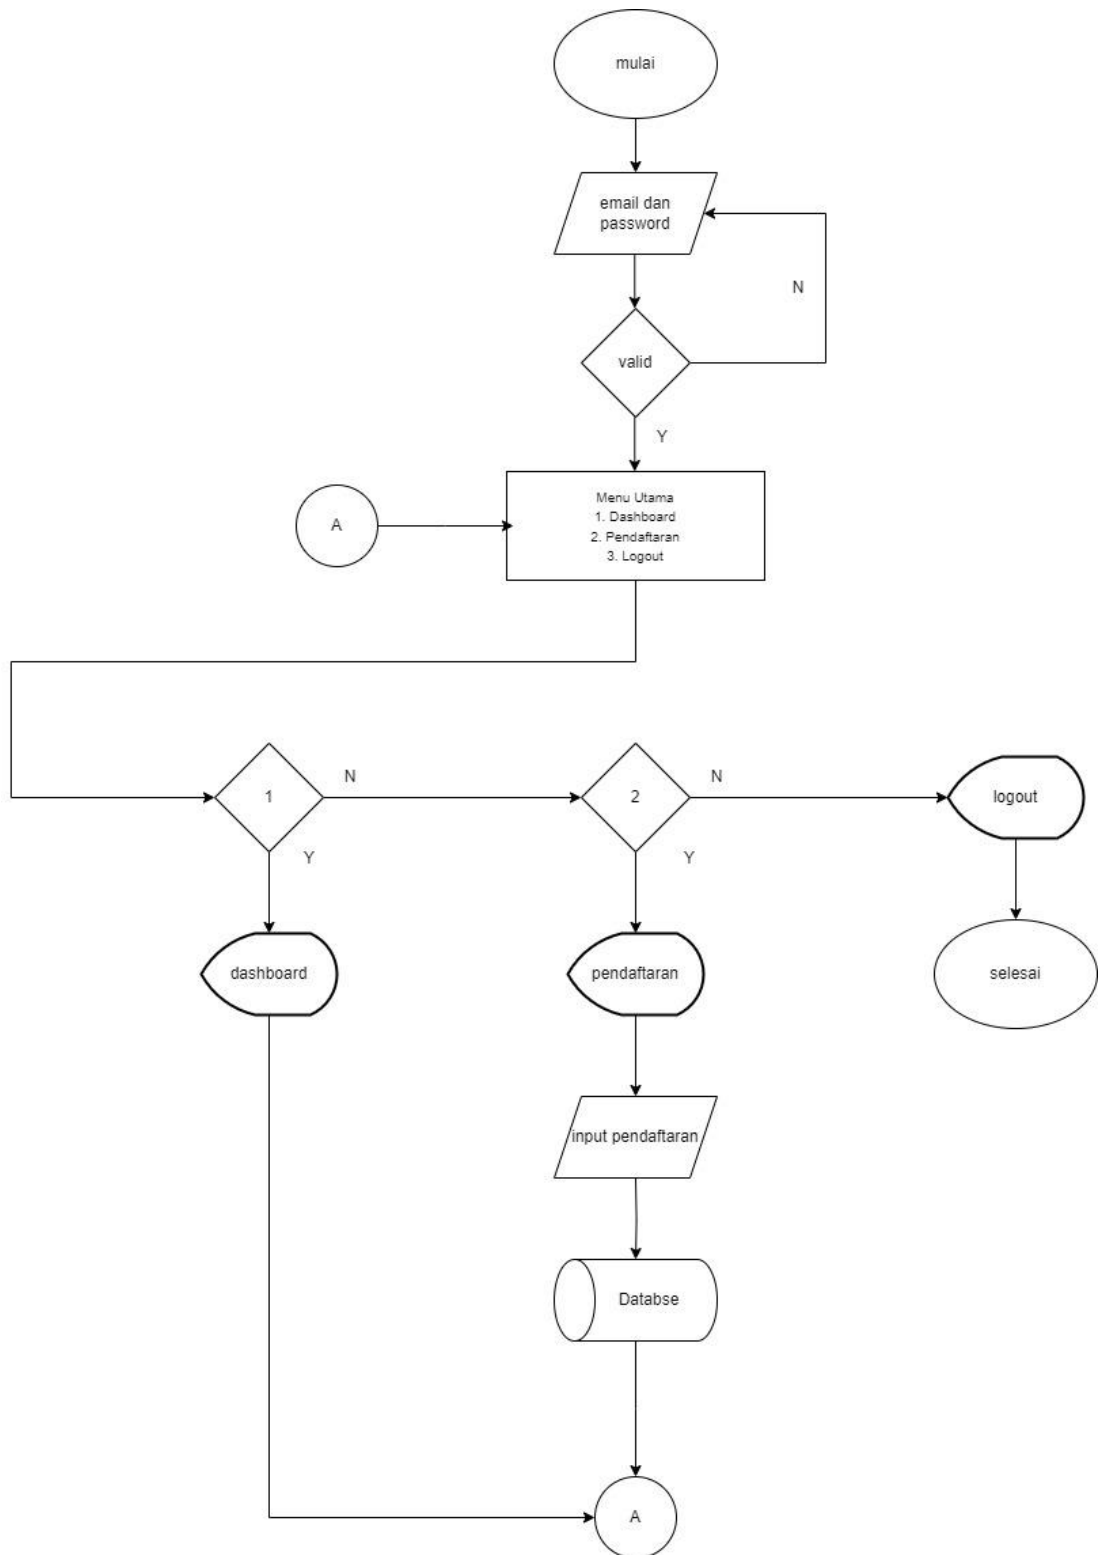 mulai
email dan
password
N
valid
Y
Menu Utama
1. Dashboard
2. Pendaftaran
3. Logout
A
1
N
2
N
logout
Y
Y
dashboard
pendaftaran
selesai
input pendaftaran
Databse
A